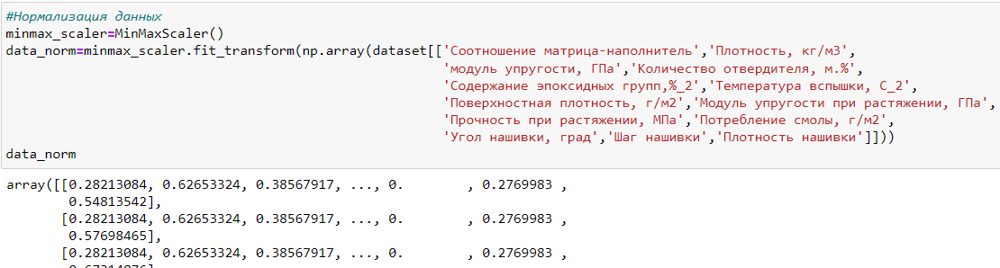 #Нормализация данных
minmax_scaler=MinMaxScaler()
data_norm=minmax_scaler.fit_transform(np.array(dataset[['Соотношение матрица-наполнитель','Плотность, кг/м3',
'модуль упругости, ГПа','Количество отвердителя, м.%',
'Содержание эпоксидных групп,%_2','Температура вспышки, С_2',
'Поверхностная плотность, г/м2','Модуль упругости при растяжении, ГПа',
'Прочность при растяжении, МПа','Потребление смолы, г/м2',
'Угол нашивки, град','Шаг нашивки','Плотность нашивки']]))
data_norm
array([[0.28213084, 0.62653324, 0.38567917, ..., 0.        , 0.2769983 ,
0.54813542],
[0.28213084, 0.62653324, 0.38567917, ..., 0.        , 0.2769983 ,
0.57698465],
[0.28213084, 0.62653324, 0.38567917, ..., 0.        , 0.2769983 ,